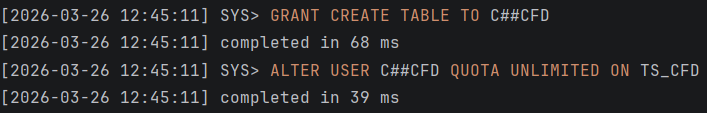 [2026-03-26 12:45:11] SYS> GRANT CREATE TABLE TO C##CFD
[2026-03-26 12:45:11] completed in 68 ms
[2026-03-26 12:45:11] SYS> ALTER USER C##CFD QUOTA UNLIMITED ON TS_CFD
[2026-03-26 12:45:11] completed in 39 ms